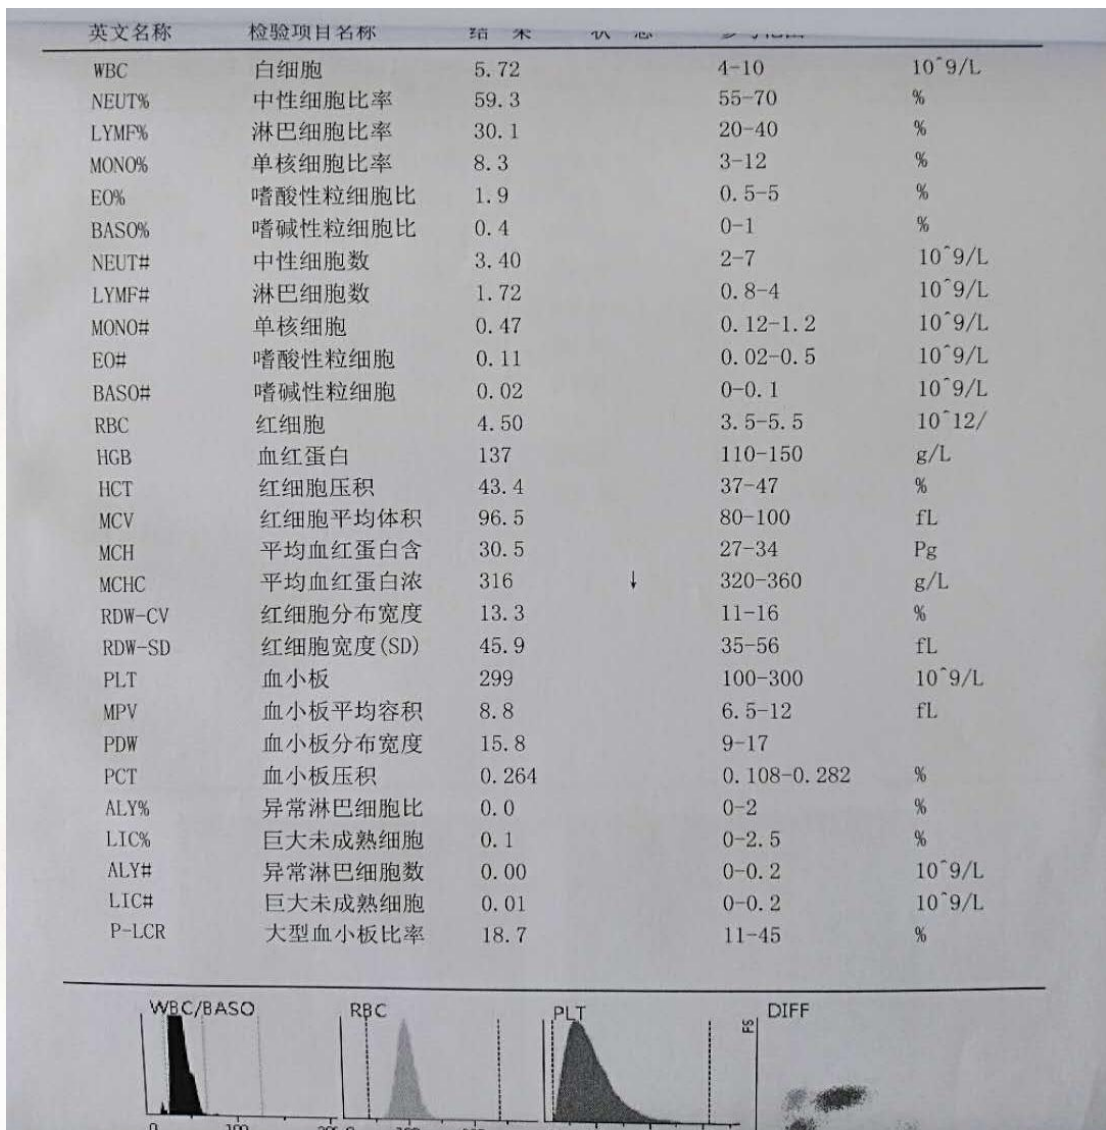 英文名称 检验项目名称 结 果 状 态
WBC 白细胞 5.72 4-10 10^9/L
NEUT% 中性细胞比率 59.3 55-70 %
LYMF% 淋巴细胞比率 30.1 20-40 %
MONO% 单核细胞比率 8.3 3-12 %
EO% 嗜酸性粒细胞比 1.9 0.5-5 %
BASO% 嗜碱性粒细胞比 0.4 0-1 %
NEUT# 中性细胞数 3.40 2-7 10^9/L
LYMF# 淋巴细胞数 1.72 0.8-4 10^9/L
MONO# 单核细胞 0.47 0.12-1.2 10^9/L
EO# 嗜酸性粒细胞 0.11 0.02-0.5 10^9/L
BASO# 嗜碱性粒细胞 0.02 0-0.1 10^9/L
RBC 红细胞 4.50 3.5-5.5 10^12/
HGB 血红蛋白 137 110-150 g/L
HCT 红细胞压积 43.4 37-47 %
MCV 红细胞平均体积 96.5 80-100 fL
MCH 平均血红蛋白含 30.5 27-34 Pg
MCHC 平均血红蛋白浓 316 ↓ 320-360 g/L
RDW-CV 红细胞分布宽度 13.3 11-16 %
RDW-SD 红细胞宽度(SD) 45.9 35-56 fL
PLT 血小板 299 100-300 10^9/L
MPV 血小板平均容积 8.8 6.5-12 fL
PDW 血小板分布宽度 15.8 9-17
PCT 血小板压积 0.264 0.108-0.282 %
ALY% 异常淋巴细胞比 0.0 0-2 %
LIC% 巨大未成熟细胞 0.1 0-2.5 %
ALY# 异常淋巴细胞数 0.00 0-0.2 10^9/L
LIC# 巨大未成熟细胞 0.01 0-0.2 10^9/L
P-LCR 大型血小板比率 18.7 11-45 %
WBC/BASO RBC PLT FS DIFF
0 100